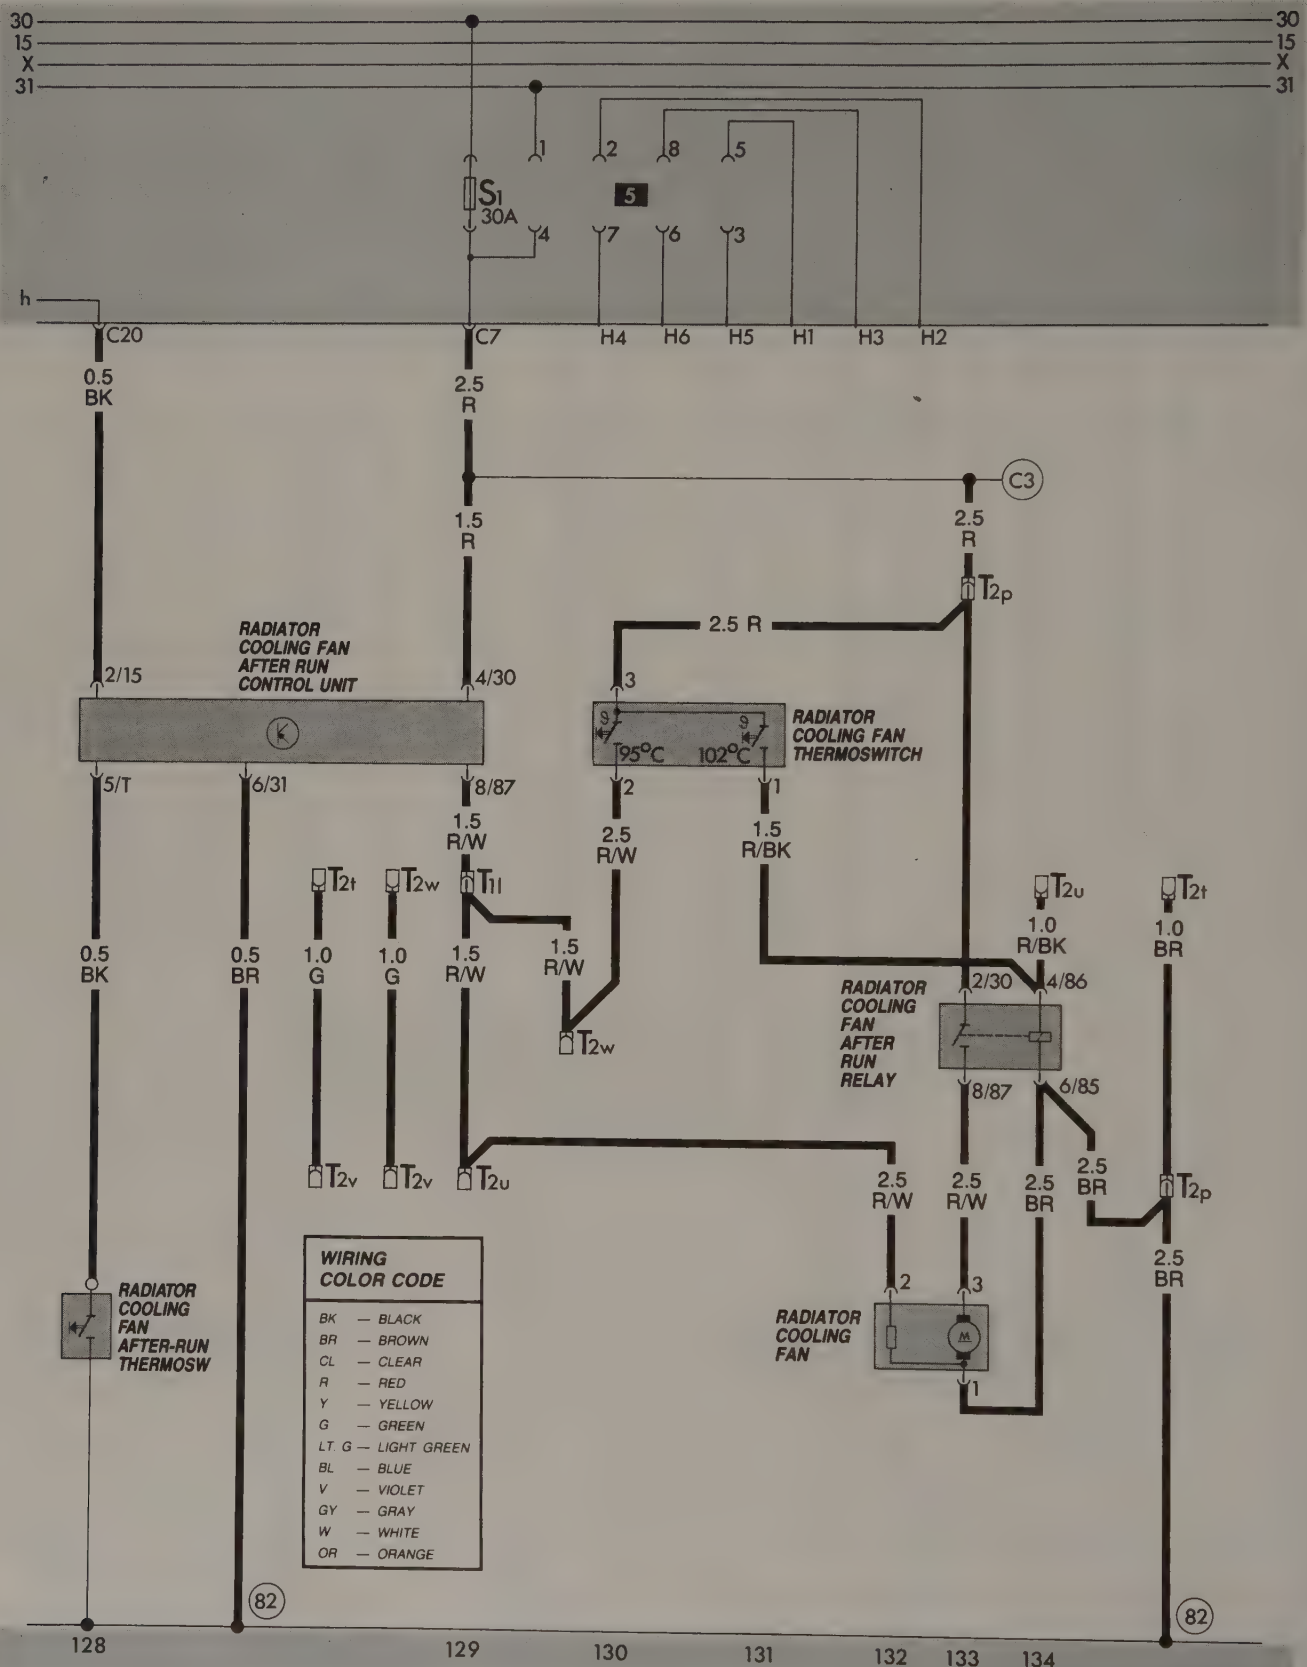 30 30
15 15
X X
31 31
1 2 8 5
S1
30A
5
4 7 6 3
h
C20 C7 H4 H6 H5 H1 H3 H2
0.5
BK
2.5
R
C3
1.5
R
2.5
R
T2p
2.5 R
RADIATOR
COOLING FAN
AFTER RUN
CONTROL UNIT
2/15
4/30
3
95°C 102°C
RADIATOR
COOLING FAN
THERMOSWITCH
5/T 6/31 8/87 2 1
1.5
R/W
2.5
R/W
1.5
R/BK
T2t T2w T1l T2u T2t
1.0
R/BK
1.0
BR
0.5
BK
0.5
BR
1.0
G
1.0
G
1.5
R/W
1.5
R/W
2/30 4/86
RADIATOR
COOLING
FAN
AFTER
RUN
RELAY
T2w
8/87 6/85
T2v T2v T2u
2.5
R/W
2.5
R/W
2.5
BR
2.5
BR
T2p
2.5
BR
WIRING
COLOR CODE
BK — BLACK
BR — BROWN
CL — CLEAR
R — RED
Y — YELLOW
G — GREEN
LT. G — LIGHT GREEN
BL — BLUE
V — VIOLET
GY — GRAY
W — WHITE
OR — ORANGE
RADIATOR
COOLING
FAN
AFTER-RUN
THERMOSW
2 3
RADIATOR
COOLING
FAN
M
1
82 82
128 129 130 131 132 133 134